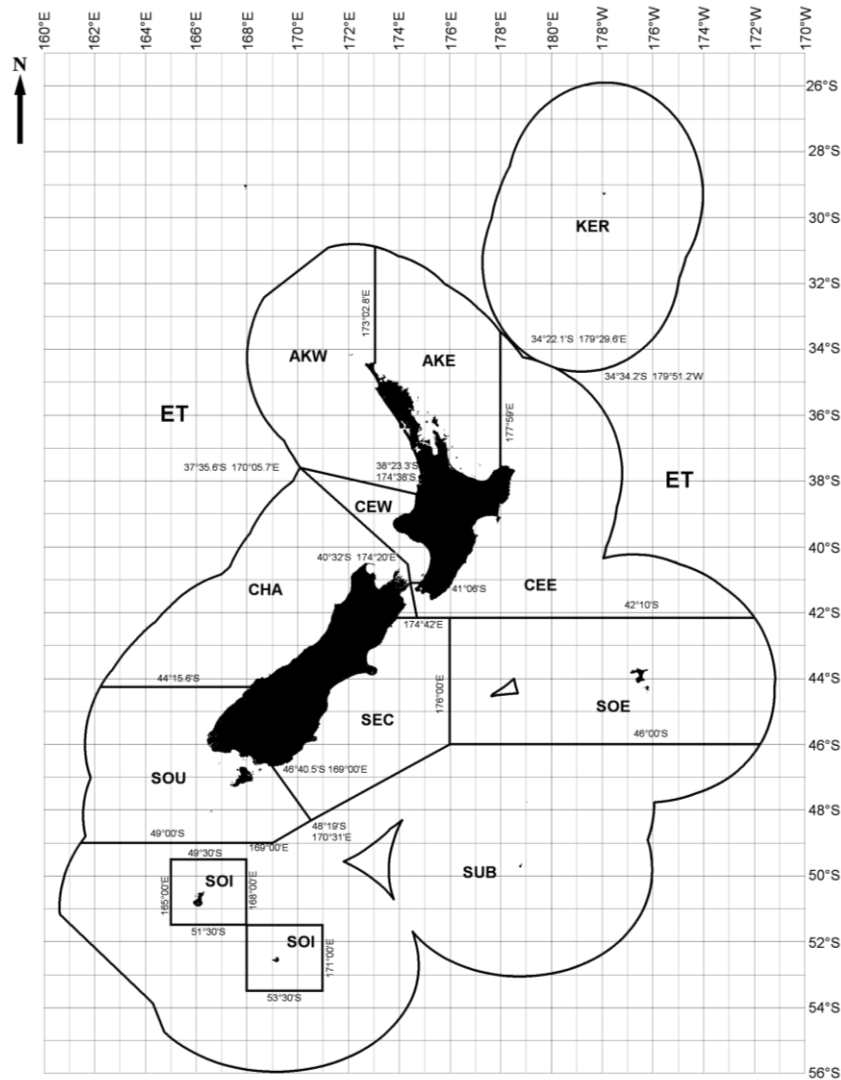 160°E
162°E
164°E
166°E
168°E
170°E
172°E
174°E
176°E
178°E
180°E
178°W
176°W
174°W
172°W
170°W
N
26°S
28°S
30°S
KER
32°S
173°02.8'E
34°22.1'S 179°29.6'E
34°S
AKW
AKE
34°34.2'S 179°51.2'W
ET
177°59'E
36°S
37°35.6'S 170°05.7'E
38°23.3'S
174°38'S
ET
38°S
CEW
40°32'S 174°20'E
40°S
CHA
41°06'S
CEE
42°10'S
174°42'E
42°S
44°15.6'S
176°00'E
44°S
SEC
SOE
46°00'S
46°S
46°40.5'S 169°00'E
SOU
48°19'S
170°31'E
48°S
49°00'S
169°00'E
49°30'S
165°00'E
SOI
168°00'E
SUB
50°S
51°30'S
SOI
171°00'E
52°S
53°30'S
54°S
56°S